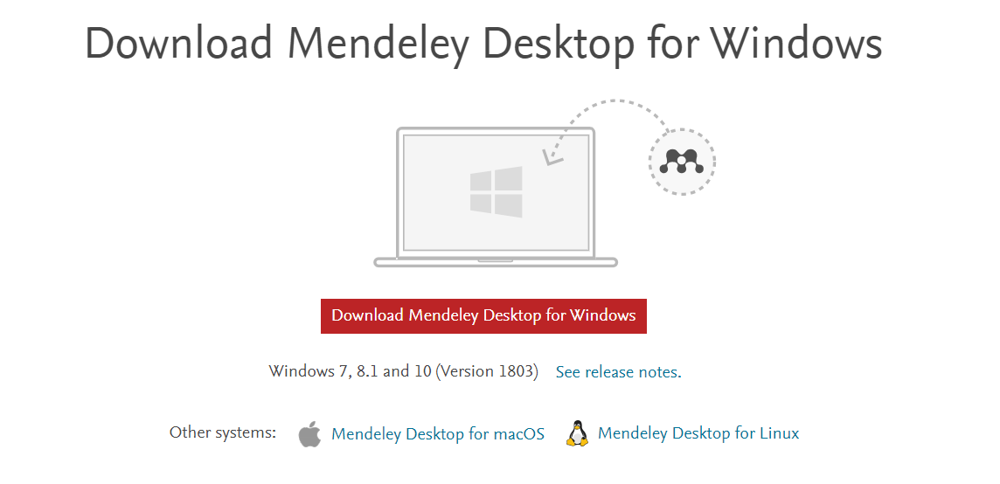 Download Mendeley Desktop for Windows
Download Mendeley Desktop for Windows
Windows 7, 8.1 and 10 (Version 1803) See release notes.
Other systems: Mendeley Desktop for macOS Mendeley Desktop for Linux